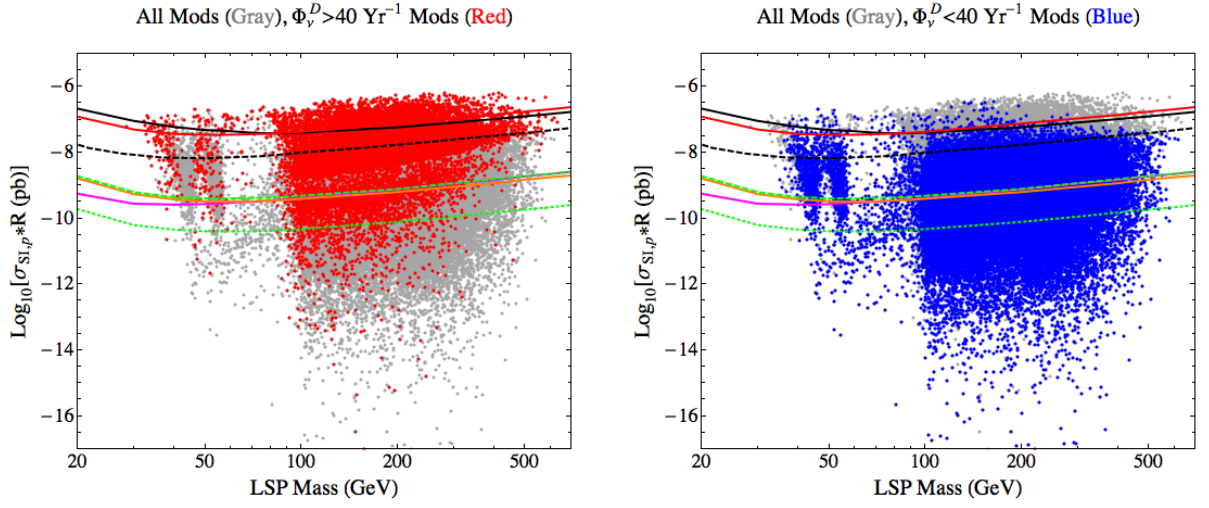 All Mods (Gray), Φ_ν^D>40 Yr⁻¹ Mods (Red)
Log₁₀[σ_SI,p*R (pb)]
−6
−8
−10
−12
−14
−16
20 50 100 200 500
LSP Mass (GeV)
All Mods (Gray), Φ_ν^D<40 Yr⁻¹ Mods (Blue)
Log₁₀[σ_SI,p*R (pb)]
−6
−8
−10
−12
−14
−16
20 50 100 200 500
LSP Mass (GeV)